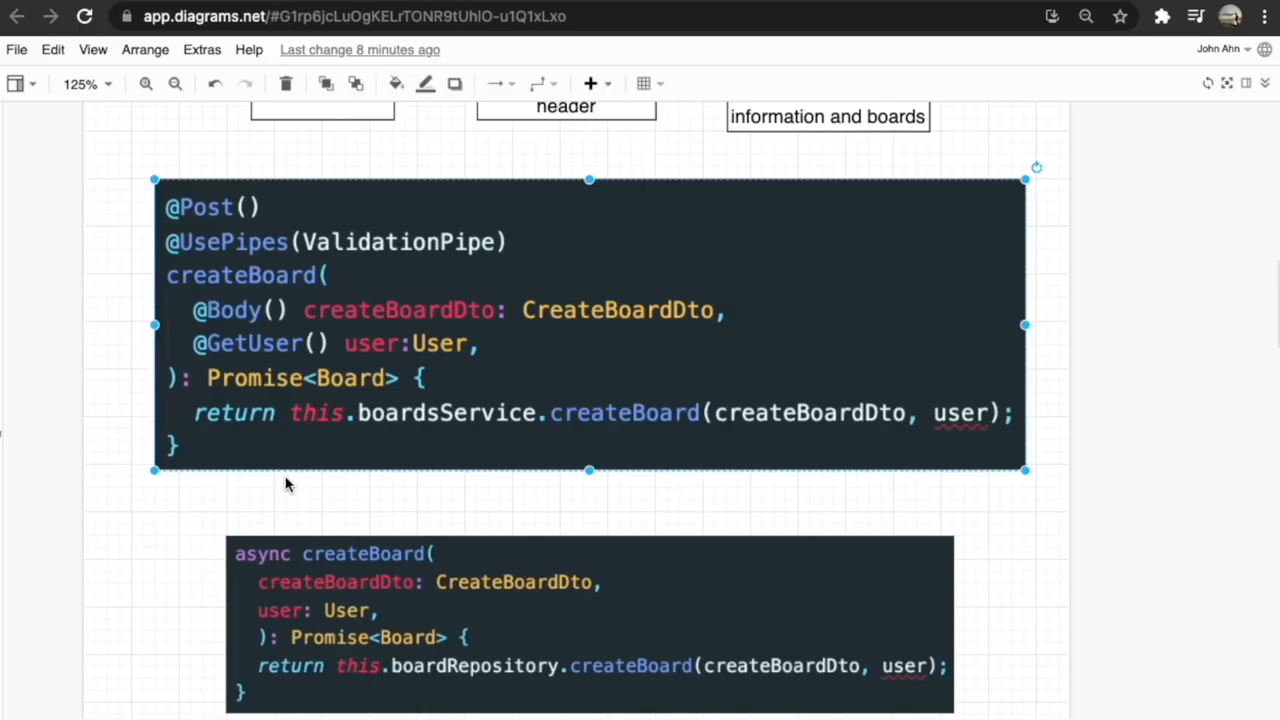 app.diagrams.net/#G1rp6jcLuOgKELrTONR9tUhlO-u1Q1xLxo
File Edit View Arrange Extras Help Last change 8 minutes ago
John Ahn
125%
header
information and boards
@Post()
@UsePipes(ValidationPipe)
createBoard(
@Body() createBoardDto: CreateBoardDto,
@GetUser() user:User,
): Promise<Board> {
return this.boardsService.createBoard(createBoardDto, user);
}
async createBoard(
createBoardDto: CreateBoardDto,
user: User,
): Promise<Board> {
return this.boardRepository.createBoard(createBoardDto, user);
}